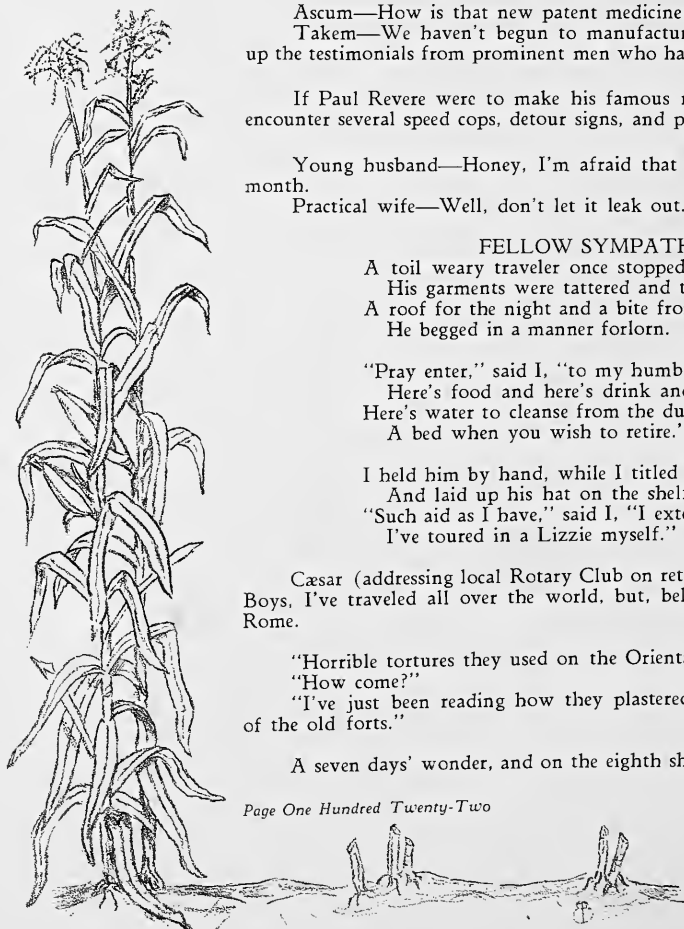 Ascum—How is that new patent medicine
Takem—We haven't begun to manufactur
up the testimonials from prominent men who ha
If Paul Revere were to make his famous
encounter several speed cops, detour signs, and p
Young husband—Honey, I'm afraid that
month.
Practical wife—Well, don't let it leak out.
FELLOW SYMPATH
A toil weary traveler once stopped
His garments were tattered and t
A roof for the night and a bite fro
He begged in a manner forlorn.
"Pray enter," said I, "to my humb
Here's food and here's drink and
Here's water to cleanse from the du
A bed when you wish to retire.'
I held him by hand, while I titled
And laid up his hat on the shel
"Such aid as I have," said I, "I exte
I've toured in a Lizzie myself."
Cæsar (addressing local Rotary Club on ret
Boys, I've traveled all over the world, but, bel
Rome.
"Horrible tortures they used on the Orient
"How come?"
"I've just been reading how they plastered
of the old forts."
A seven days' wonder, and on the eighth sh
Page One Hundred Twenty-Two